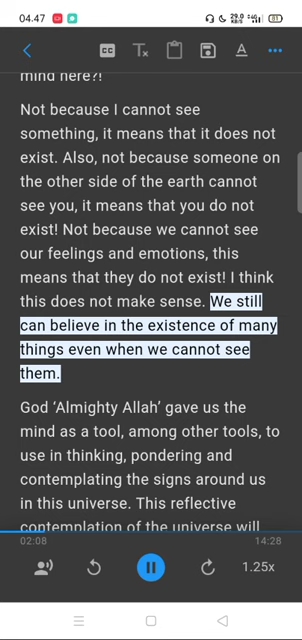 04.47
29.0 KB/S
81
CC
A
mind here?!
Not because I cannot see
something, it means that it does not
exist. Also, not because someone on
the other side of the earth cannot
see you, it means that you do not
exist! Not because we cannot see
our feelings and emotions, this
means that they do not exist! I think
this does not make sense. We still
can believe in the existence of many
things even when we cannot see
them.
God ‘Almighty Allah’ gave us the
mind as a tool, among other tools, to
use in thinking, pondering and
contemplating the signs around us
in this universe. This reflective
contemplation of the universe will
02:08
14:28
1.25x